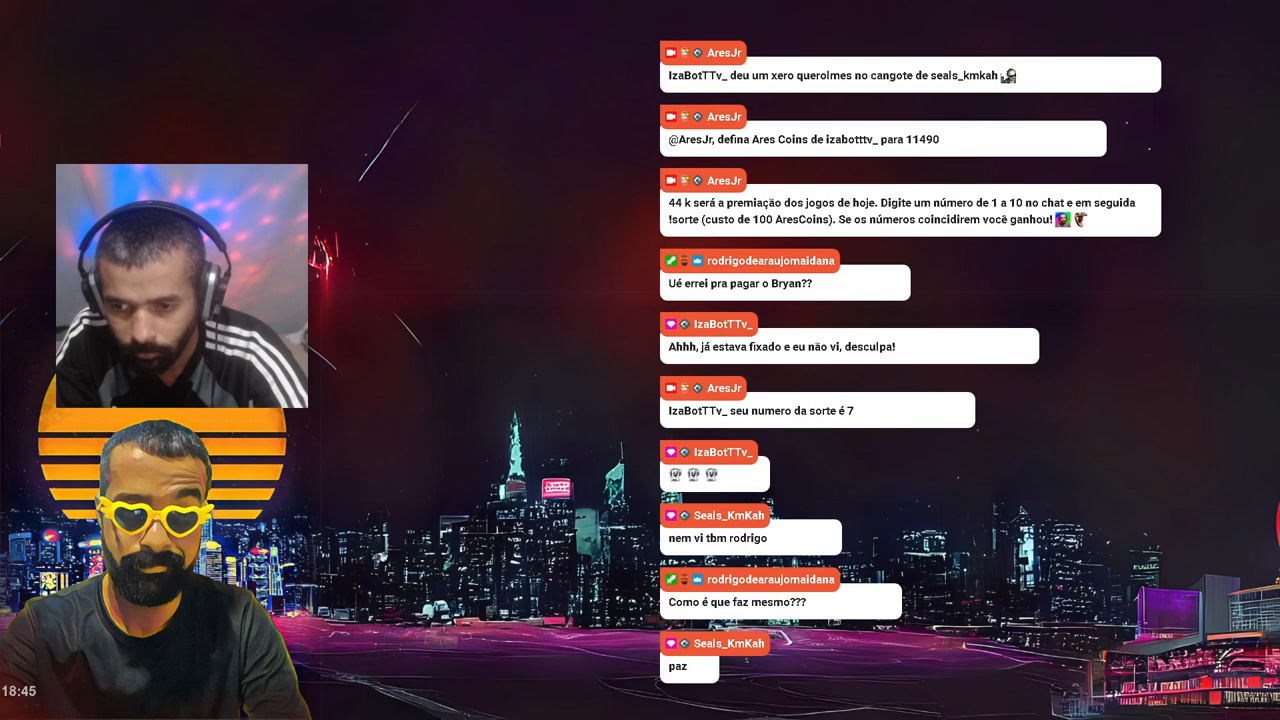 AresJr
IzaBotTTv_ deu um xero querolmes no cangote de seals_kmkah
AresJr
@AresJr, defina Ares Coins de izabotttv_ para 11490
AresJr
44 k será a premiação dos jogos de hoje. Digite um número de 1 a 10 no chat e em seguida
!sorte (custo de 100 AresCoins). Se os números coincidirem você ganhou!
rodrigodearaujomaidana
Ué errei pra pagar o Bryan??
IzaBotTTv_
Ahhh, já estava fixado e eu não vi, desculpa!
AresJr
IzaBotTTv_ seu numero da sorte é 7
IzaBotTTv_
Seals_KmKah
nem vi tbm rodrigo
rodrigodearaujomaidana
Como é que faz mesmo???
Seals_KmKah
paz
18:45